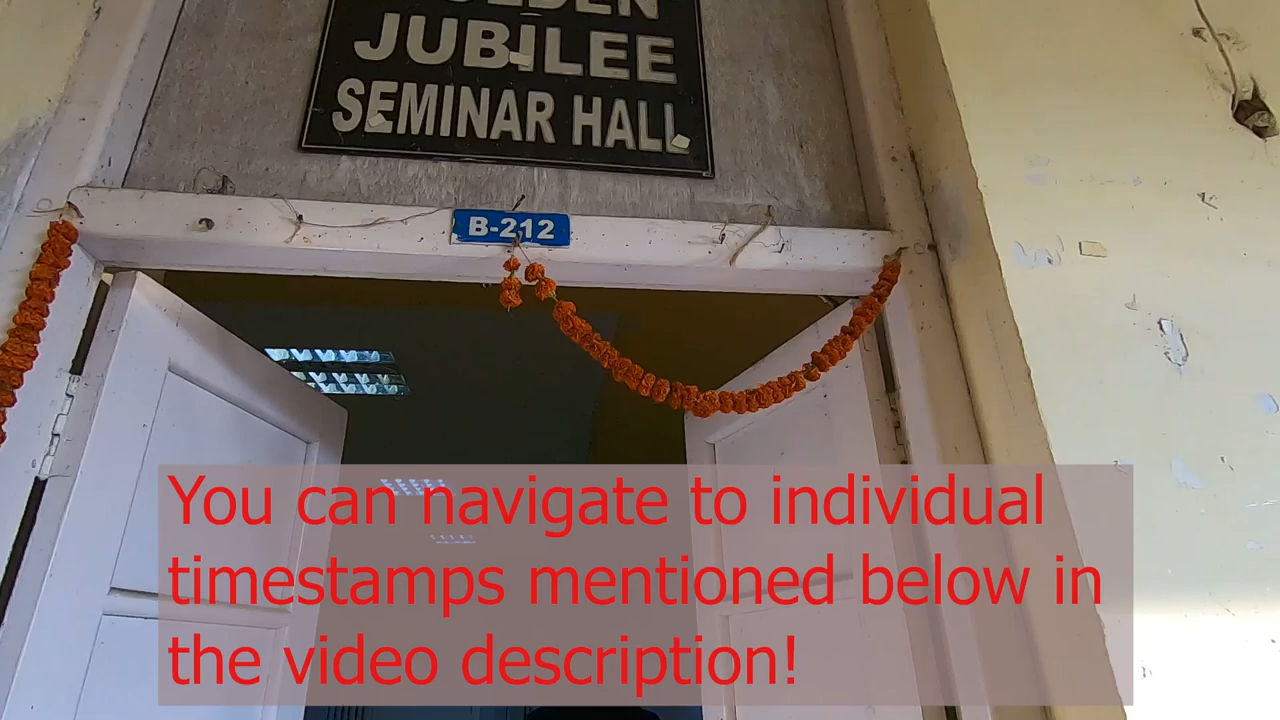 JUBILEE
SEMINAR HALL
B-212
You can navigate to individual
timestamps mentioned below in
the video description!